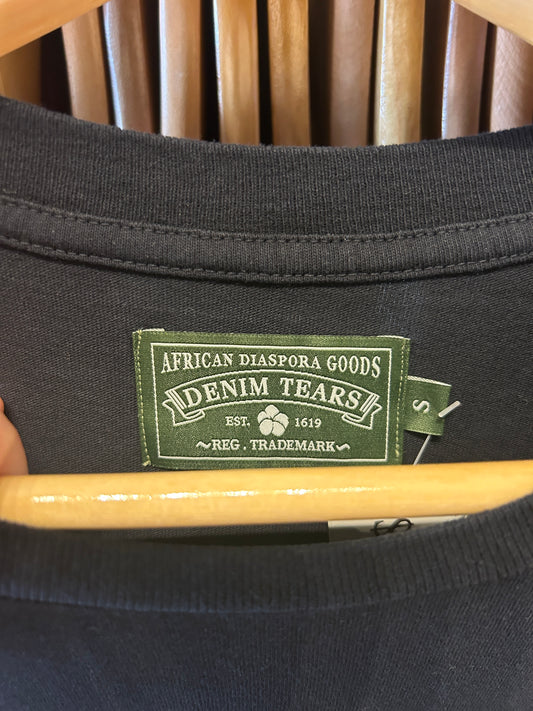 AFRICAN DIASPORA GOODS
DENIM TEARS
EST. 1619
~REG. TRADEMARK~
S